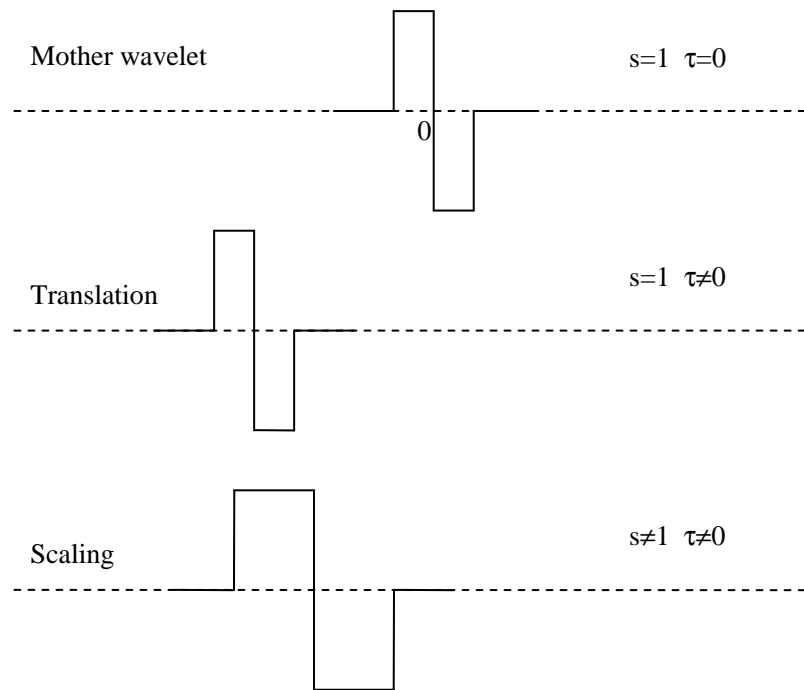 Mother wavelet
s=1 τ=0
0
Translation
s=1 τ≠0
Scaling
s≠1 τ≠0